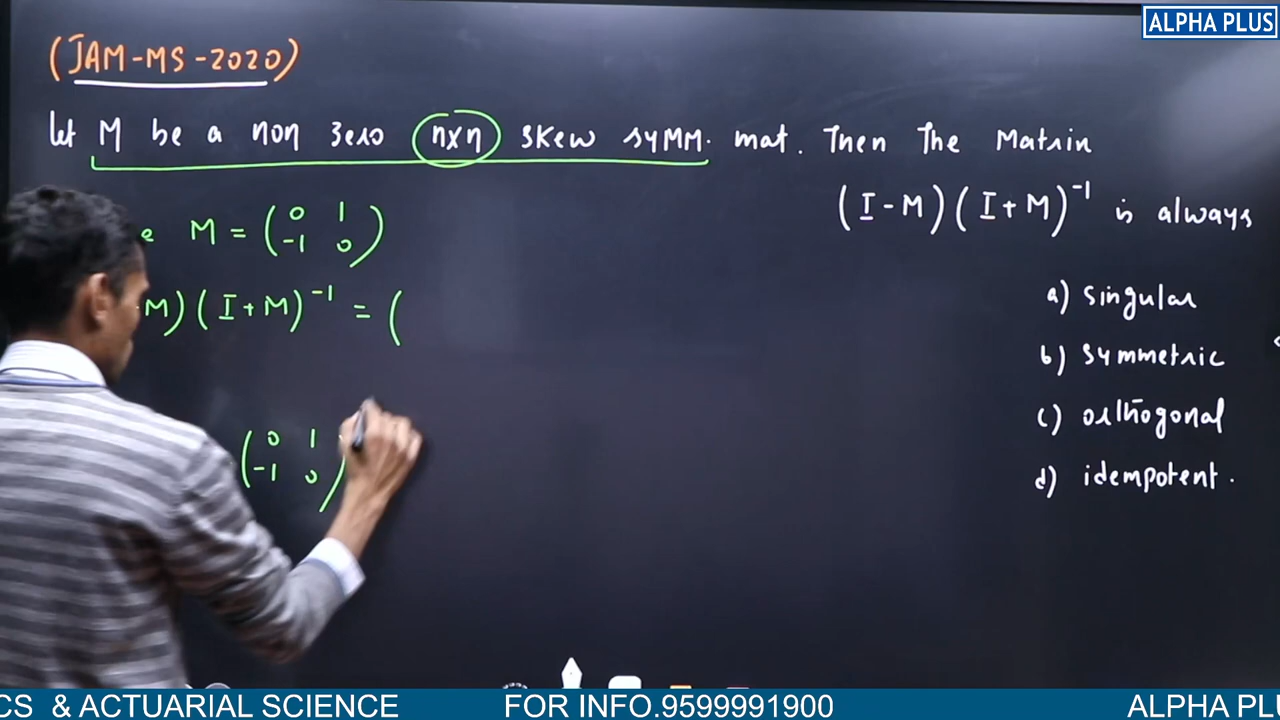 ALPHA PLUS
(JAM-MS-2020)
let M be a non zero n×n skew symm. mat. Then The Matrix
(I-M)(I+M)⁻¹ is always
M = (0 1
-1 0)
M)(I+M)⁻¹ = (
(0 1
-1 0)
a) singular
b) symmetric
c) orthogonal
d) idempotent.
CS & ACTUARIAL SCIENCE FOR INFO.9599991900 ALPHA PLU